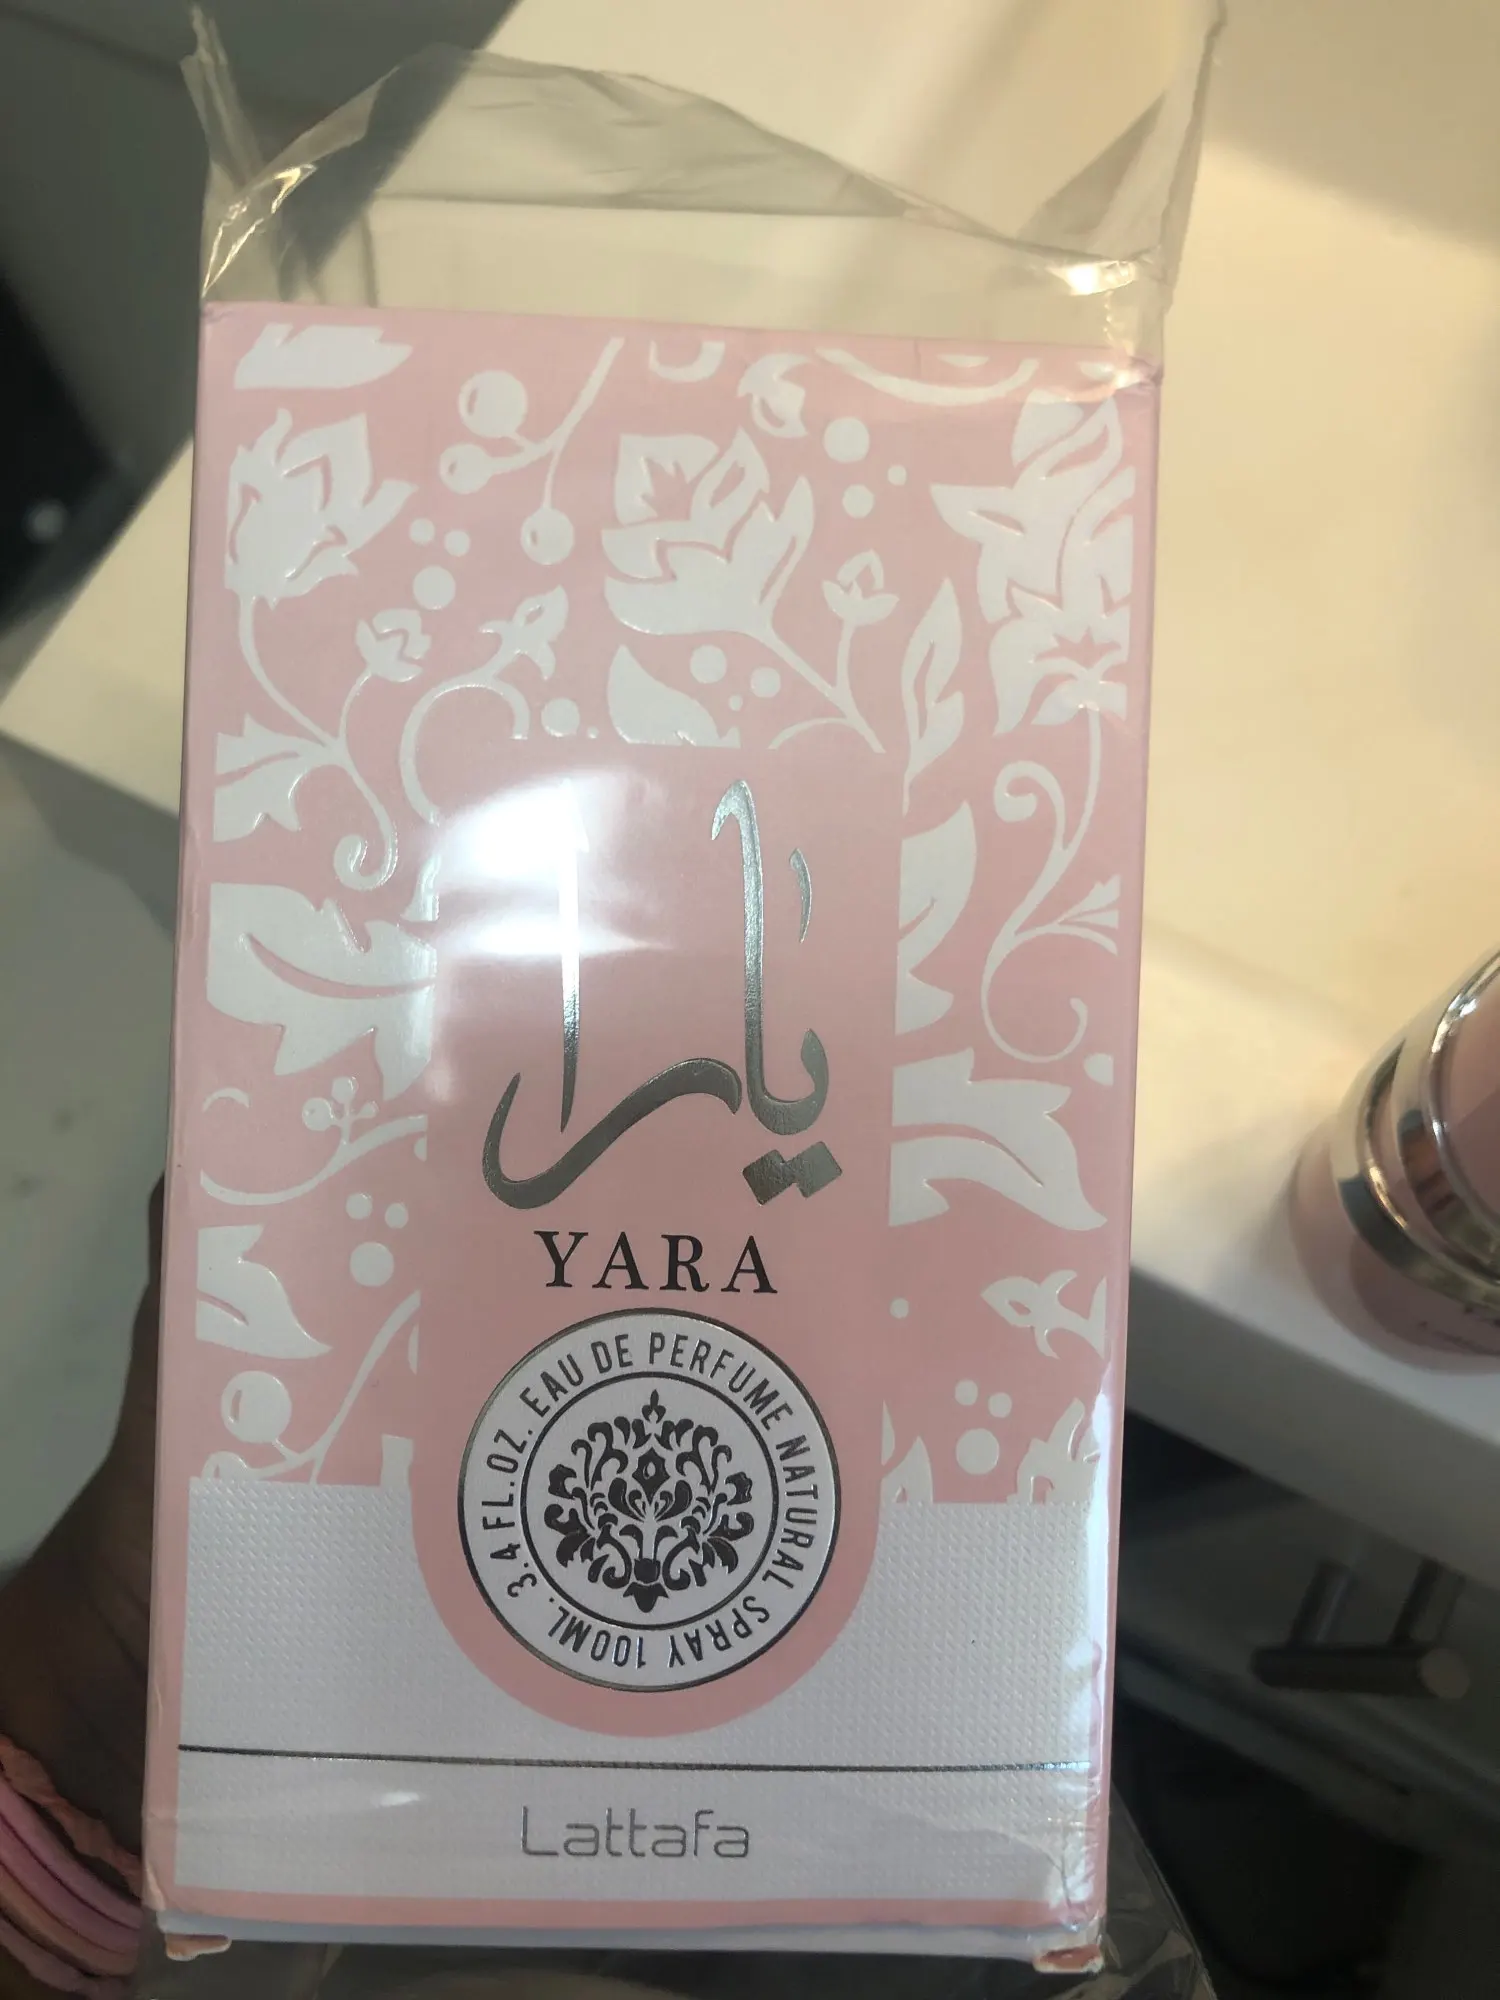 يارا
YARA
3.4 FL.OZ. EAU DE PERFUME NATURAL SPRAY 100ML.
Lattafa